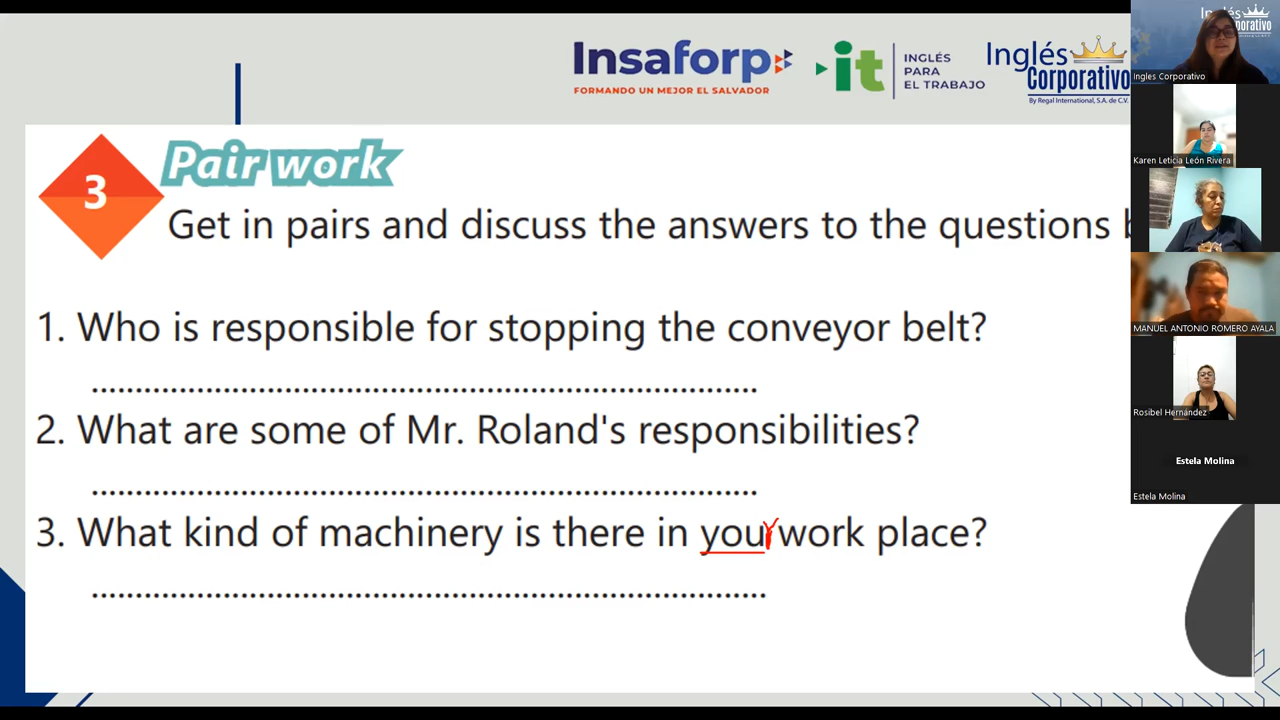 Insaforp
FORMANDO UN MEJOR EL SALVADOR
it
INGLÉS
PARA
EL TRABAJO
Inglés
Corporativo
By Regal International, S.A. de C.V.
3
Pair work
Get in pairs and discuss the answers to the questions
1. Who is responsible for stopping the conveyor belt?
...........................................................................
2. What are some of Mr. Roland's responsibilities?
...........................................................................
3. What kind of machinery is there in your work place?
............................................................................
Ingles Corporativo
Karen Leticia León Rivera
MANUEL ANTONIO ROMERO AYALA
Rosibel Hernández
Estela Molina
Estela Molina